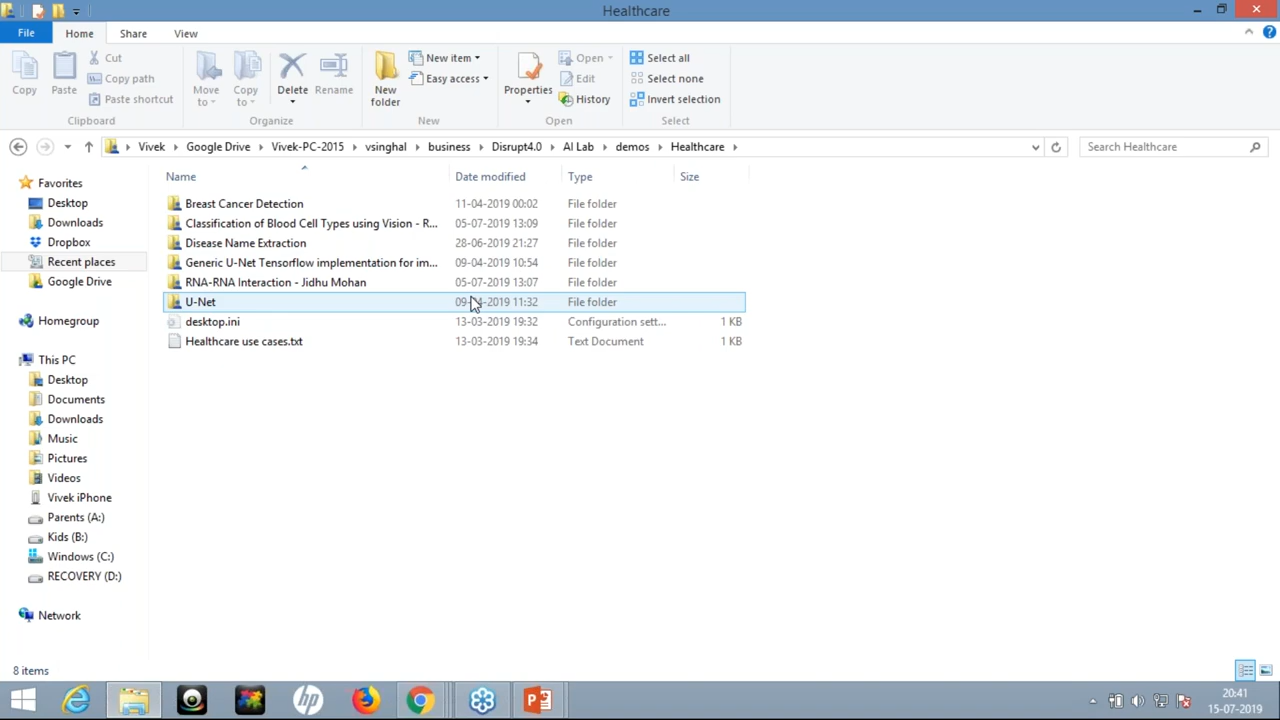 Healthcare
File Home Share View
Copy
Paste
Cut
Copy path
Paste shortcut
Clipboard
Move to
Copy to
Delete
Rename
Organize
New folder
New item
Easy access
New
Properties
Open
Edit
History
Open
Select all
Select none
Invert selection
Select
Vivek Google Drive Vivek-PC-2015 vsinghal business Disrupt4.0 AI Lab demos Healthcare
Search Healthcare
Favorites
Desktop
Downloads
Dropbox
Recent places
Google Drive
Homegroup
This PC
Desktop
Documents
Downloads
Music
Pictures
Videos
Vivek iPhone
Parents (A:)
Kids (B:)
Windows (C:)
RECOVERY (D:)
Network
Name Date modified Type Size
Breast Cancer Detection 11-04-2019 00:02 File folder
Classification of Blood Cell Types using Vision - R... 05-07-2019 13:09 File folder
Disease Name Extraction 28-06-2019 21:27 File folder
Generic U-Net Tensorflow implementation for im... 09-04-2019 10:54 File folder
RNA-RNA Interaction - Jidhu Mohan 05-07-2019 13:07 File folder
U-Net 11:32 File folder
desktop.ini 13-03-2019 19:32 Configuration sett... 1 KB
Healthcare use cases.txt 13-03-2019 19:34 Text Document 1 KB
8 items
hp
P
20:41
15-07-2019